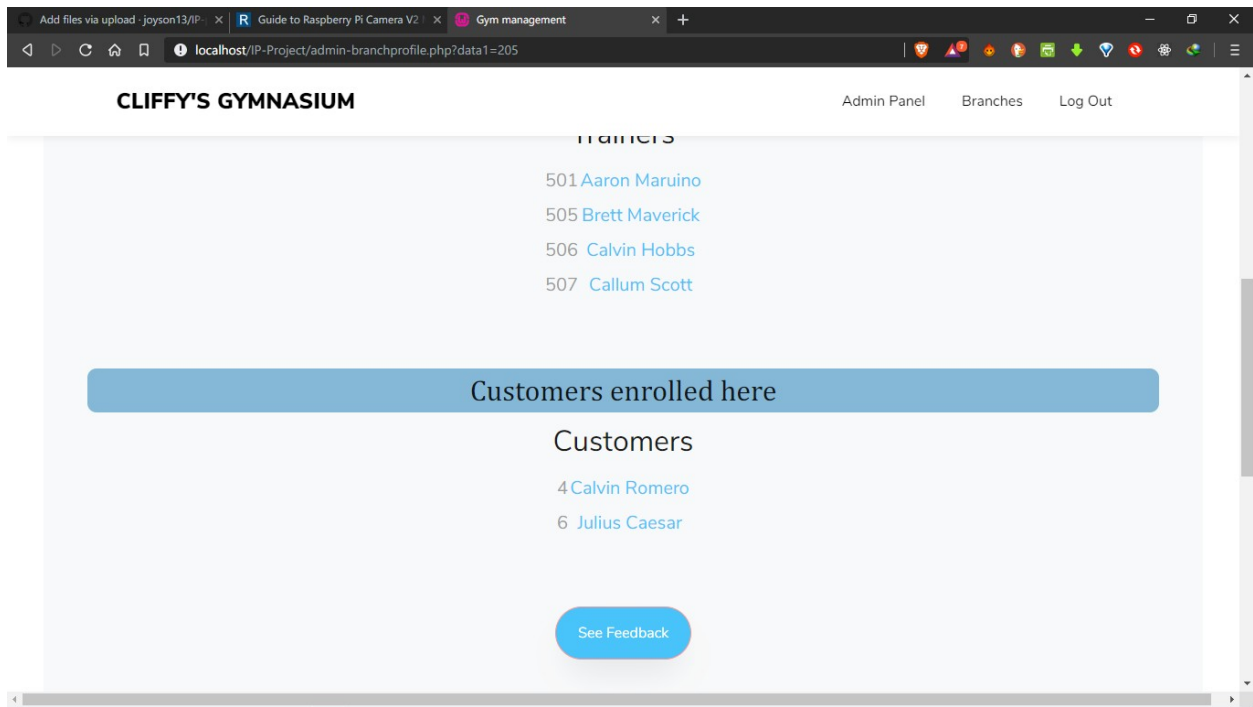 Add files via upload · joyson13/IP-
Guide to Raspberry Pi Camera V2
Gym management
localhost/IP-Project/admin-branchprofile.php?data1=205
CLIFFY'S GYMNASIUM
Admin Panel Branches Log Out
Trainers
501 Aaron Maruino
505 Brett Maverick
506 Calvin Hobbs
507 Callum Scott
Customers enrolled here
Customers
4 Calvin Romero
6 Julius Caesar
See Feedback